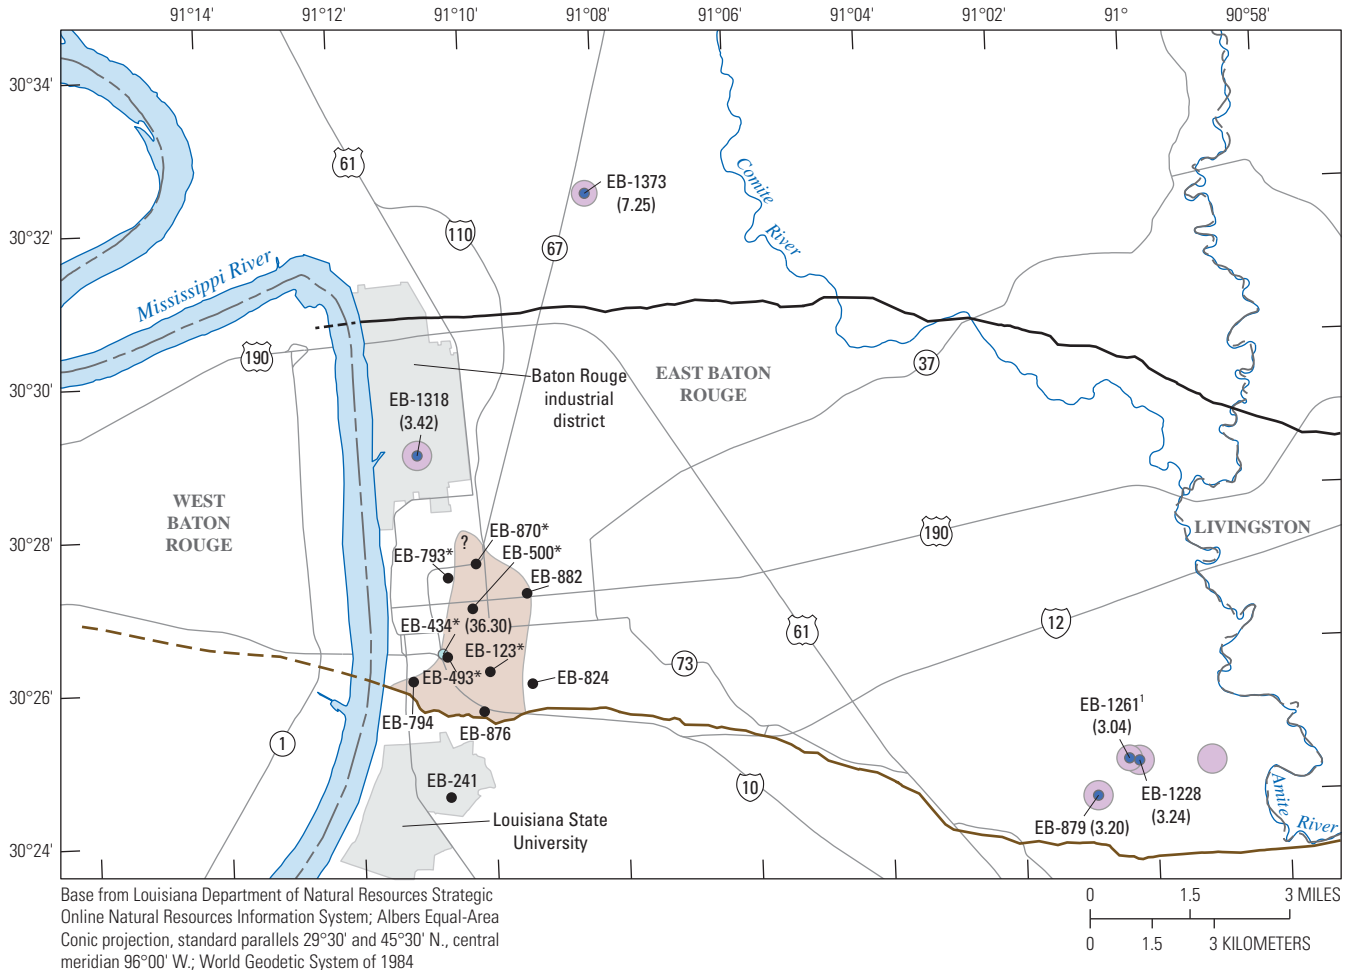 91°14' 91°12' 91°10' 91°08' 91°06' 91°04' 91°02' 91° 90°58'
30°34'
61
Comite
River
EB-1373
(7.25)
110
67
30°32'
Mississippi River
190
37
Baton Rouge
industrial
district
EAST BATON
ROUGE
30°30'
EB-1318
(3.42)
WEST
BATON
ROUGE
190
LIVINGSTON
30°28'
?
EB-870*
EB-793*
EB-500*
EB-882
EB-434* (36.30)
61
12
EB-123*
73
EB-493*
EB-824
30°26'
EB-794
EB-876
1
EB-1261¹
(3.04)
EB-241
10
EB-1228
(3.24)
EB-879 (3.20)
Amite
River
Louisiana State
University
30°24'
Base from Louisiana Department of Natural Resources Strategic
Online Natural Resources Information System; Albers Equal-Area
Conic projection, standard parallels 29°30' and 45°30' N., central
meridian 96°00' W.; World Geodetic System of 1984
0 1.5 3 MILES
0 1.5 3 KILOMETERS